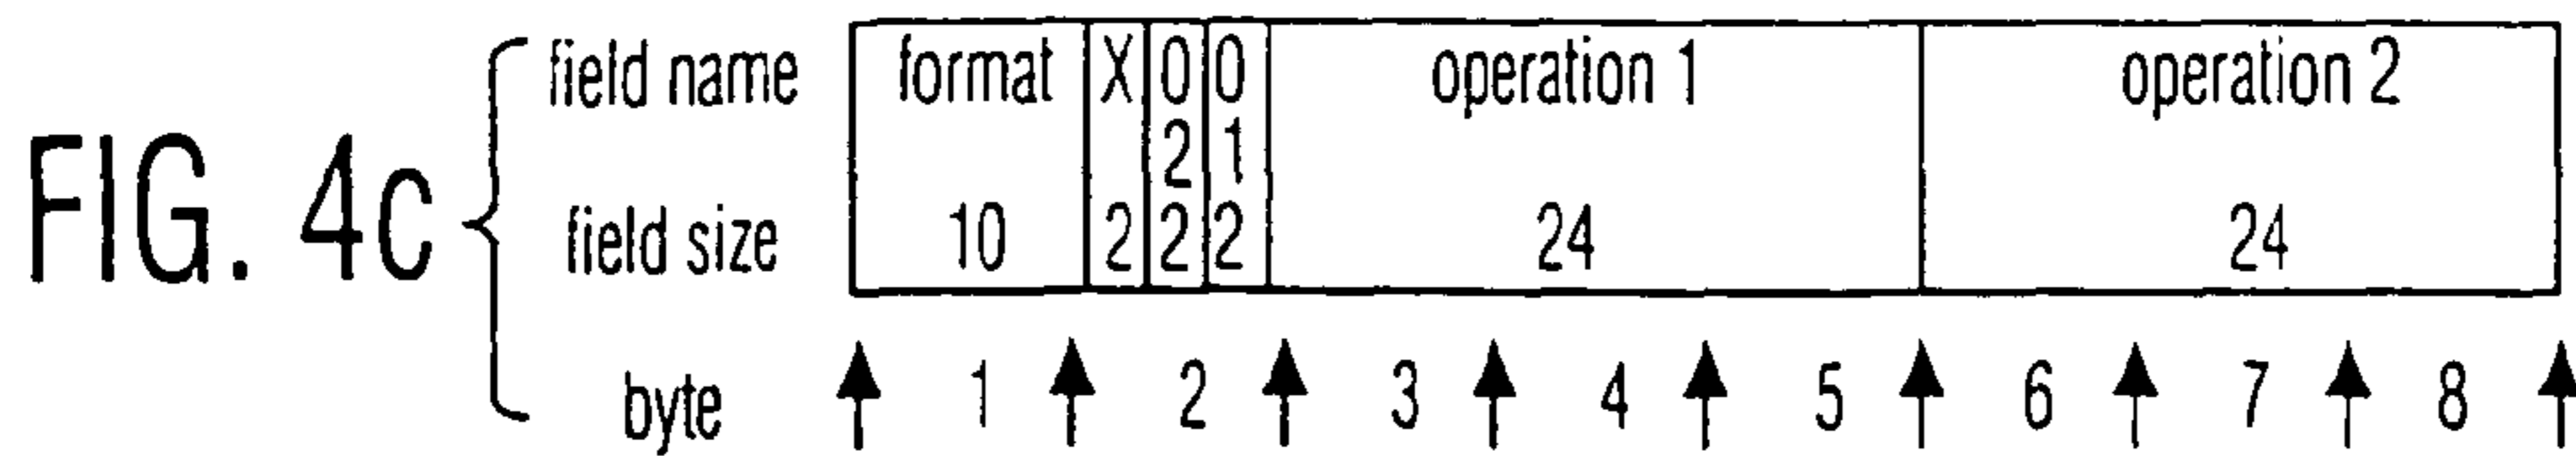 FIG. 4c
field name format X 0 0 operation 1 operation 2
2 1
field size 10 2 2 2 24 24
byte 1 2 3 4 5 6 7 8